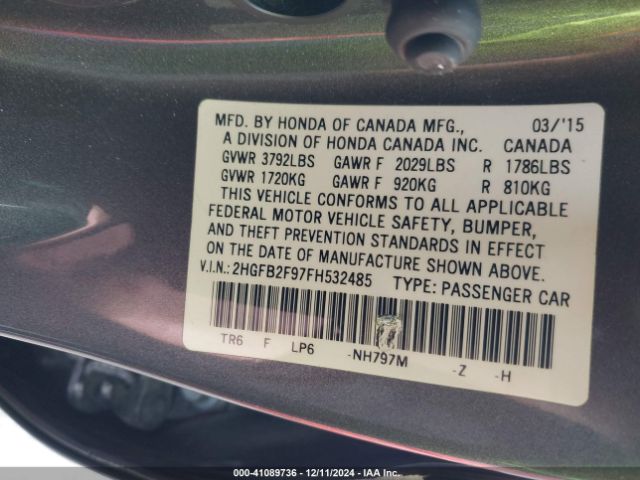 MFD. BY HONDA OF CANADA MFG., 03/'15
A DIVISION OF HONDA CANADA INC. CANADA
GVWR 3792LBS GAWR F 2029LBS R 1786LBS
GVWR 1720KG GAWR F 920KG R 810KG
THIS VEHICLE CONFORMS TO ALL APPLICABLE
FEDERAL MOTOR VEHICLE SAFETY, BUMPER,
AND THEFT PREVENTION STANDARDS IN EFFECT
ON THE DATE OF MANUFACTURE SHOWN ABOVE.
V.I.N.: 2HGFB2F97FH532485 TYPE: PASSENGER CAR
TR6 F LP6 -NH797M -Z -H
000-41089736 - 12/11/2024 - IAA Inc.